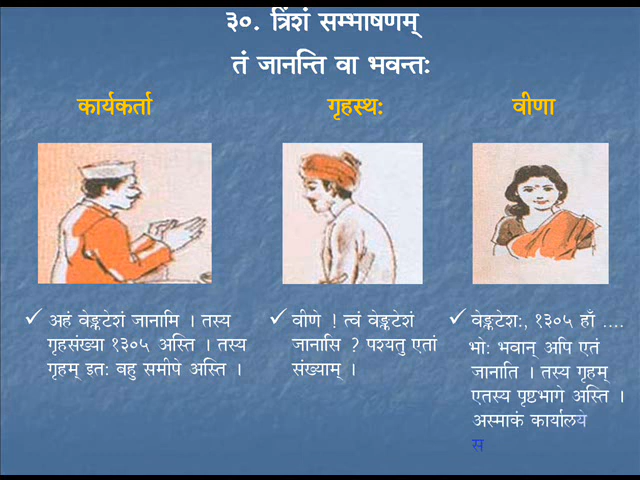 ३०. त्रिंशं सम्भाषणम्
तं जानन्ति वा भवन्तः
कार्यकर्ता
गृहस्थः
वीणा
अहं वेङ्कटेशं जानामि । तस्य
गृहसंख्या १३०५ अस्ति । तस्य
गृहम् इतः वहु समीपे अस्ति ।
वीणे ! त्वं वेङ्कटेशं
जानासि ? पश्यतु एतां
संख्याम् ।
वेङ्कटेशः, १३०५ हाँ ....
भोः भवान् अपि एतं
जानाति । तस्य गृहम्
एतस्य पृष्ठभागे अस्ति ।
अस्माकं कार्यालये
स